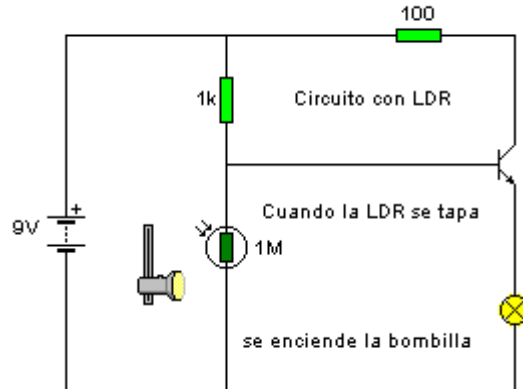 100
1k
Circuito con LDR
Cuando la LDR se tapa
+
9V
1M
se enciende la bombilla